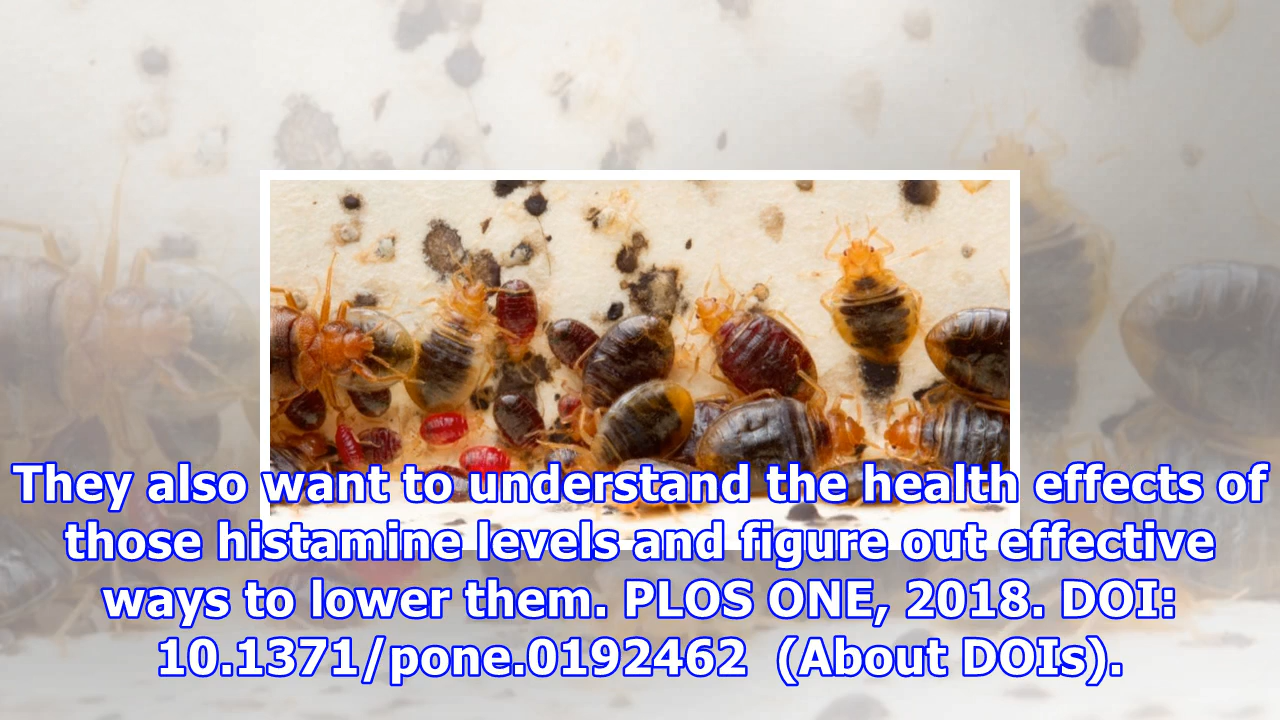 They also want to understand the health effects of
those histamine levels and figure out effective
ways to lower them. PLOS ONE, 2018. DOI:
10.1371/pone.0192462  (About DOIs).